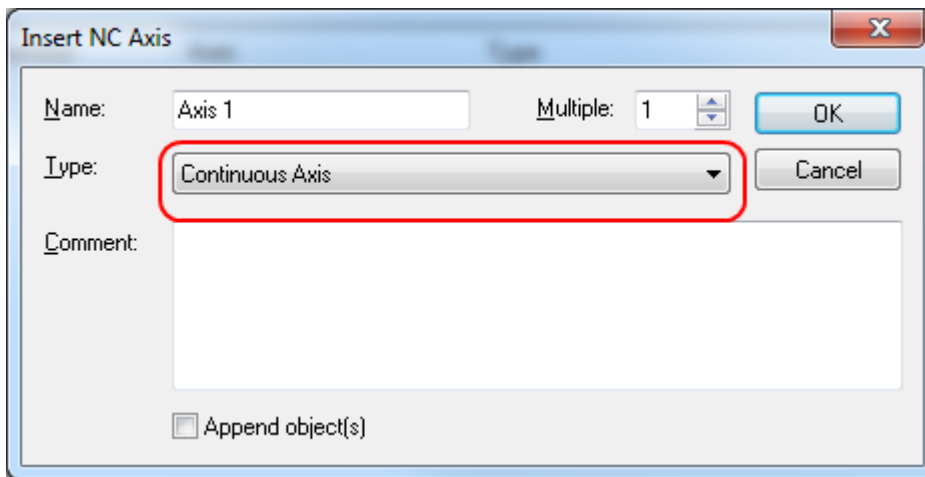 Insert NC Axis
Name: Axis 1 Multiple: 1 OK
Type: Continuous Axis Cancel
Comment:
Append object(s)